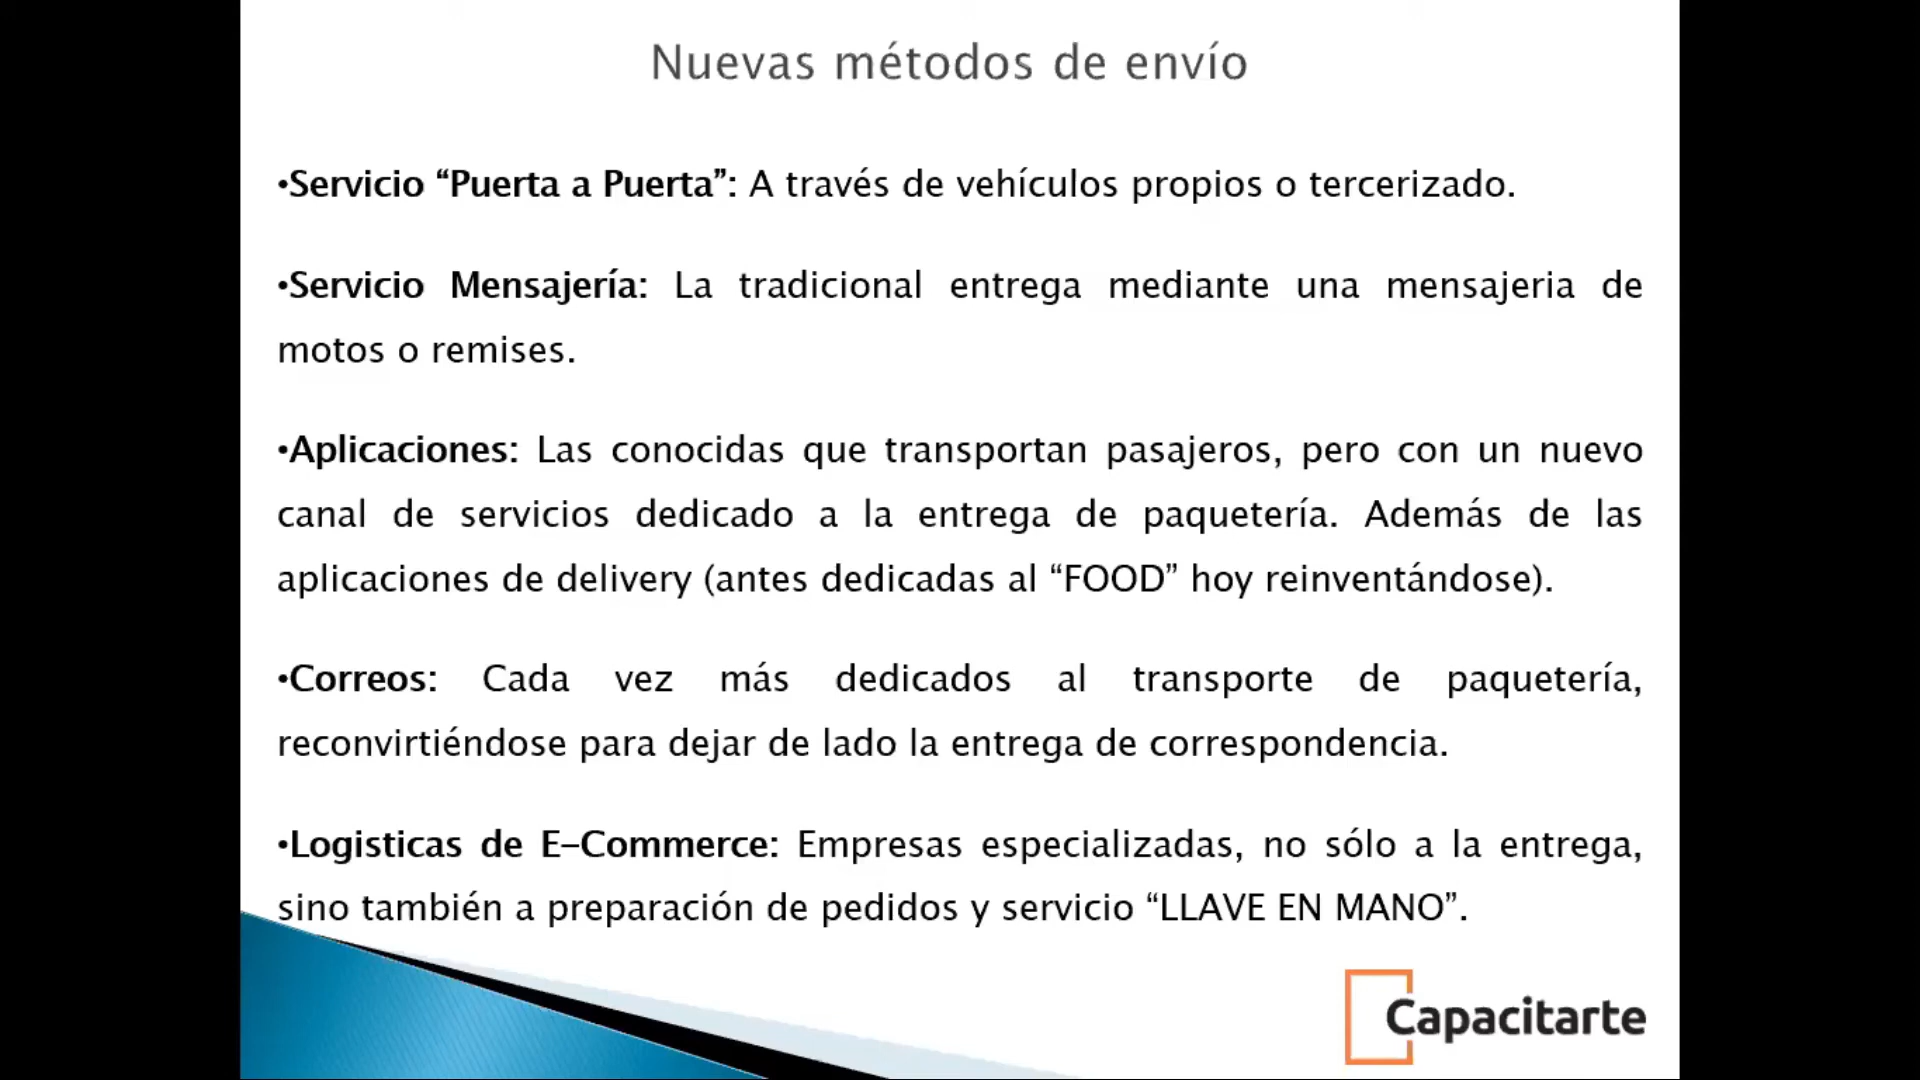 Nuevas métodos de envío
•Servicio “Puerta a Puerta”: A través de vehículos propios o tercerizado.
•Servicio Mensajería: La tradicional entrega mediante una mensajeria de
motos o remises.
•Aplicaciones: Las conocidas que transportan pasajeros, pero con un nuevo
canal de servicios dedicado a la entrega de paquetería. Además de las
aplicaciones de delivery (antes dedicadas al “FOOD” hoy reinventándose).
•Correos: Cada vez más dedicados al transporte de paquetería,
reconvirtiéndose para dejar de lado la entrega de correspondencia.
•Logisticas de E-Commerce: Empresas especializadas, no sólo a la entrega,
sino también a preparación de pedidos y servicio “LLAVE EN MANO”.
Capacitarte